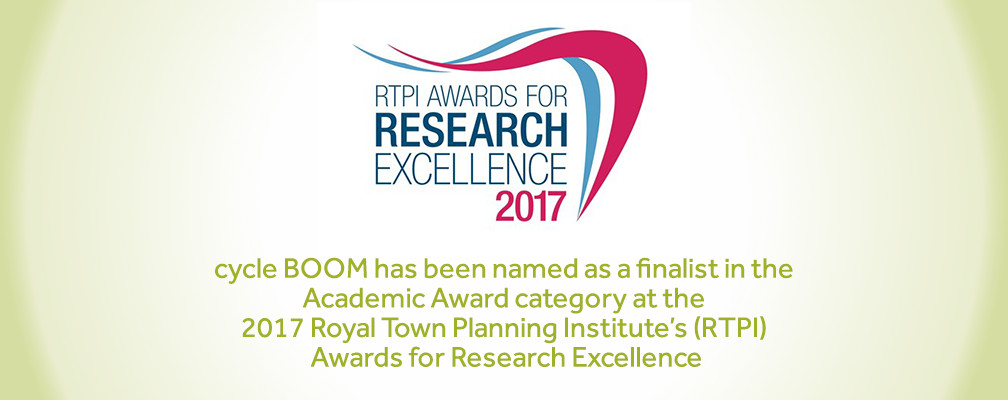 RTPI AWARDS FOR
RESEARCH
EXCELLENCE
2017
cycle BOOM has been named as a finalist in the
Academic Award category at the
2017 Royal Town Planning Institute’s (RTPI)
Awards for Research Excellence